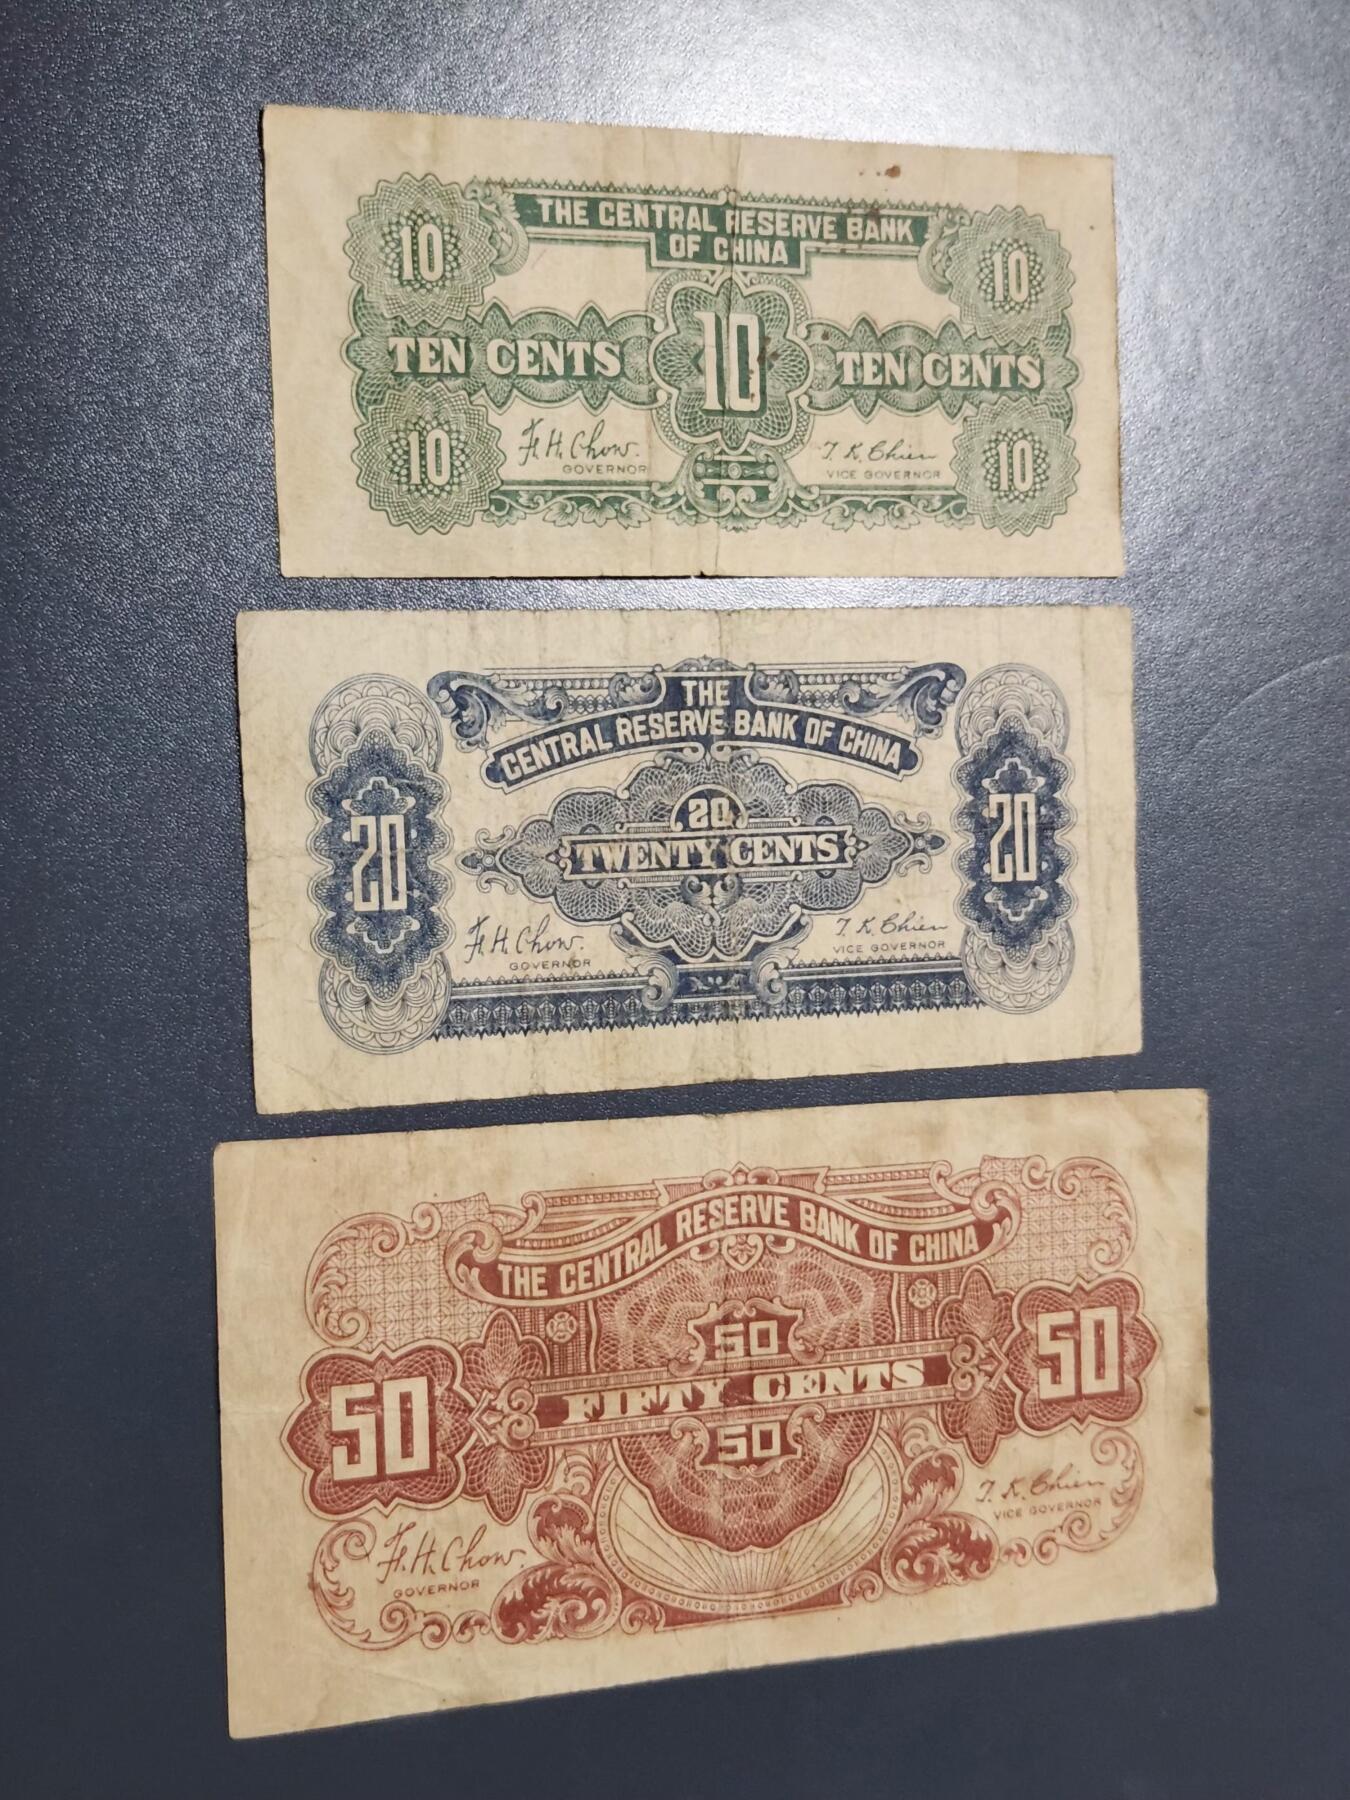 THE CENTRAL RESERVE BANK
OF CHINA
10
10
TEN CENTS
10
TEN CENTS
10
F. H. Chow.
GOVERNOR
T. K. Chien
VICE GOVERNOR
10
THE
CENTRAL RESERVE BANK OF CHINA
20
20
20
TWENTY CENTS
F. H. Chow.
GOVERNOR
T. K. Chien
VICE GOVERNOR
THE CENTRAL RESERVE BANK OF CHINA
50
50
50
FIFTY CENTS
50
F. H. Chow.
GOVERNOR
T. K. Chien
VICE GOVERNOR